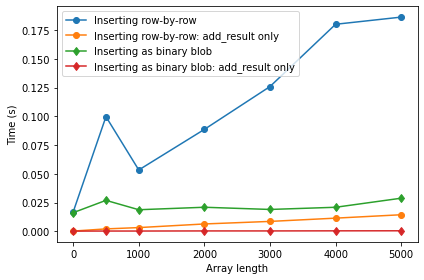 Inserting row-by-row
Inserting row-by-row: add_result only
Inserting as binary blob
Inserting as binary blob: add_result only
Time (s)
0.175
0.150
0.125
0.100
0.075
0.050
0.025
0.000
0 1000 2000 3000 4000 5000
Array length